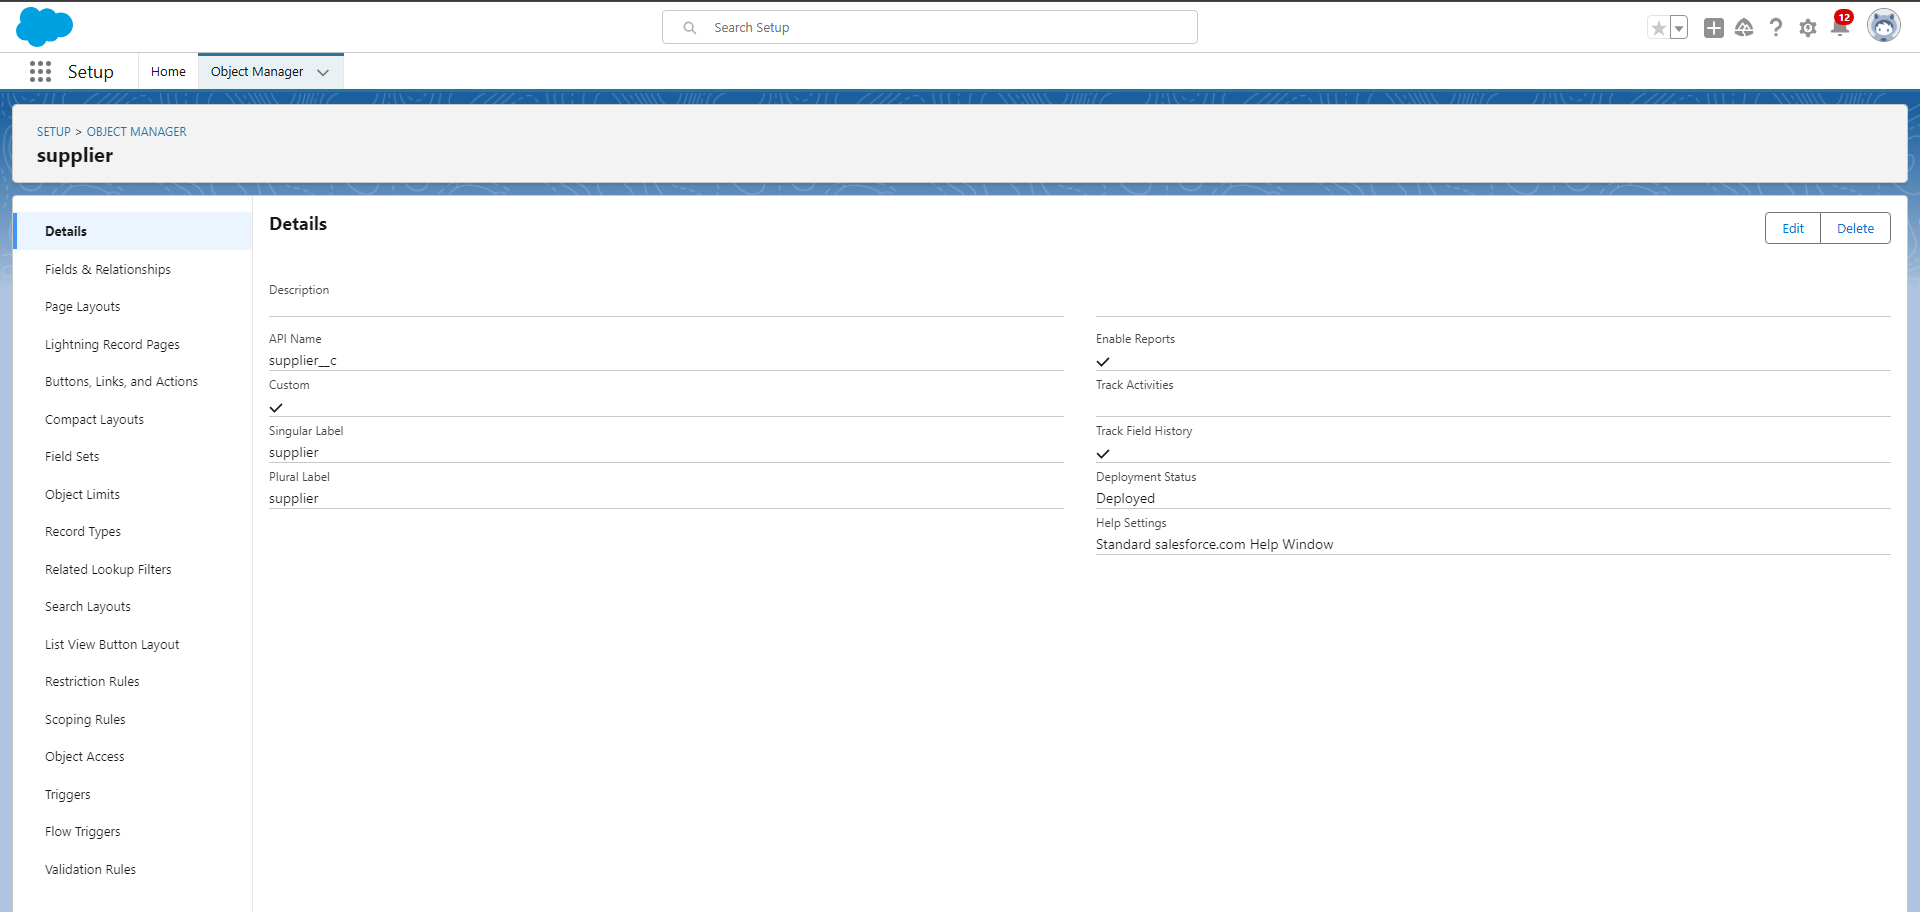 Search Setup
12
Setup
Home
Object Manager
SETUP > OBJECT MANAGER
supplier
Details
Fields & Relationships
Page Layouts
Lightning Record Pages
Buttons, Links, and Actions
Compact Layouts
Field Sets
Object Limits
Record Types
Related Lookup Filters
Search Layouts
List View Button Layout
Restriction Rules
Scoping Rules
Object Access
Triggers
Flow Triggers
Validation Rules
Details
Edit
Delete
Description
API Name
supplier__c
Custom
Singular Label
supplier
Plural Label
supplier
Enable Reports
Track Activities
Track Field History
Deployment Status
Deployed
Help Settings
Standard salesforce.com Help Window